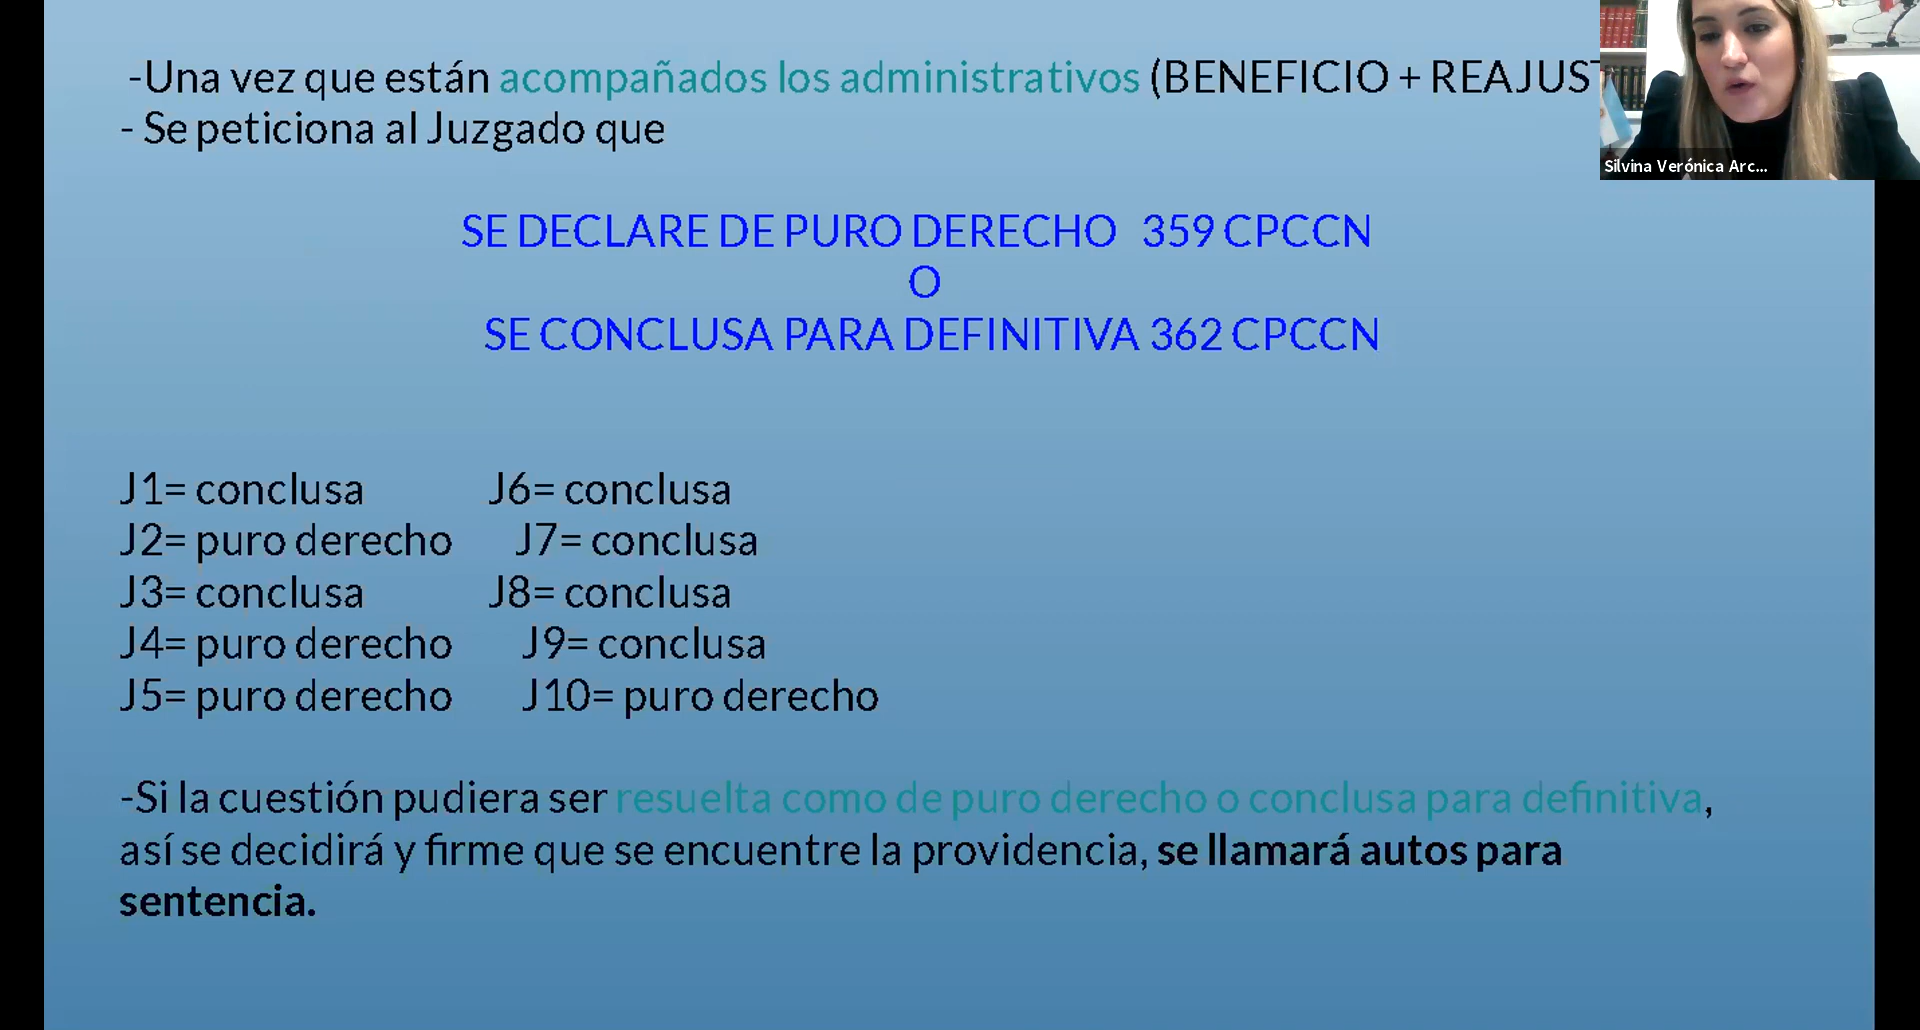 -Una vez que están acompañados los administrativos (BENEFICIO + REAJUS
- Se peticiona al Juzgado que
Silvina Verónica Arc...
SE DECLARE DE PURO DERECHO 359 CPCCN
O
SE CONCLUSA PARA DEFINITIVA 362 CPCCN
J1= conclusa J6= conclusa
J2= puro derecho J7= conclusa
J3= conclusa J8= conclusa
J4= puro derecho J9= conclusa
J5= puro derecho J10= puro derecho
-Si la cuestión pudiera ser resuelta como de puro derecho o conclusa para definitiva,
así se decidirá y firme que se encuentre la providencia, se llamará autos para
sentencia.